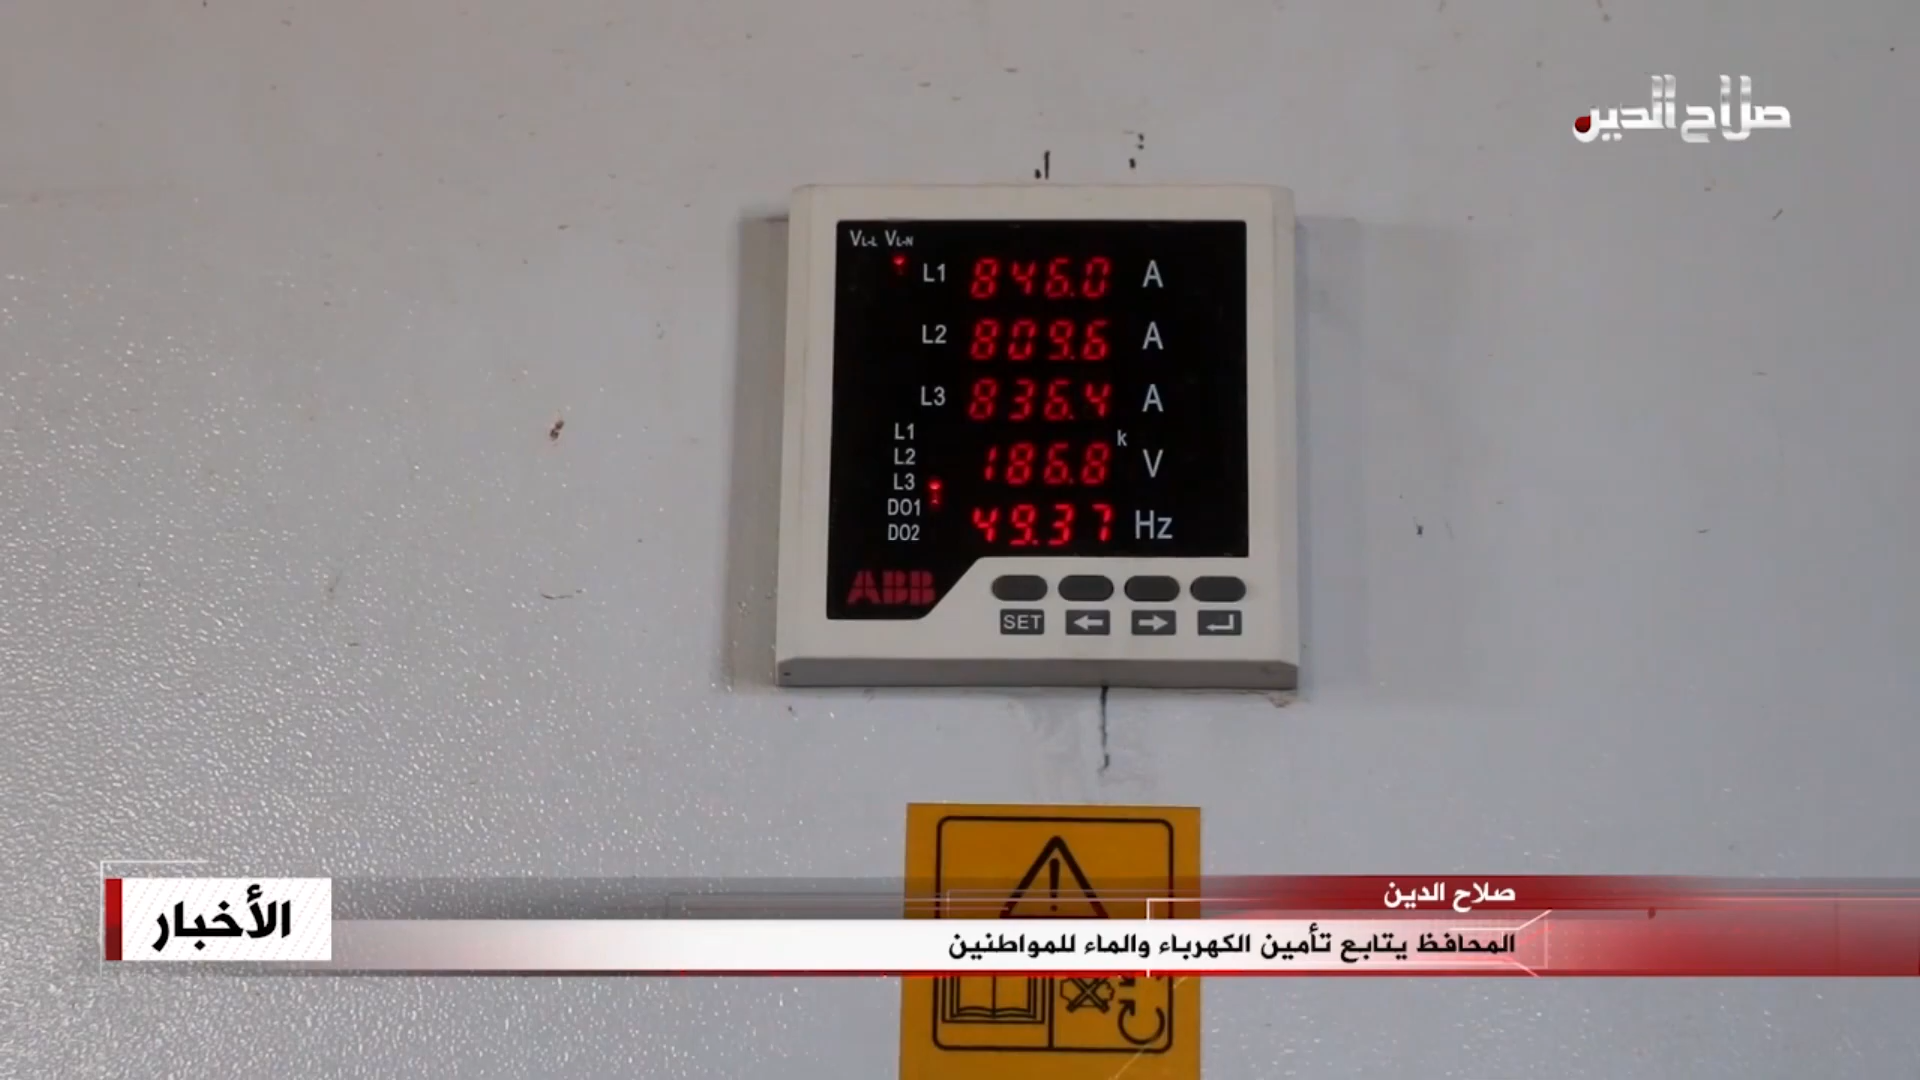 صلاح الدين
VL-L VL-N
L1 846.0 A
L2 809.6 A
L3 836.4 A
L1
L2
L3
186.8 k V
DO1
DO2
49.37 Hz
ABB
SET
صلاح الدين
الأخبار
المحافظ يتابع تأمين الكهرباء والماء للمواطنين